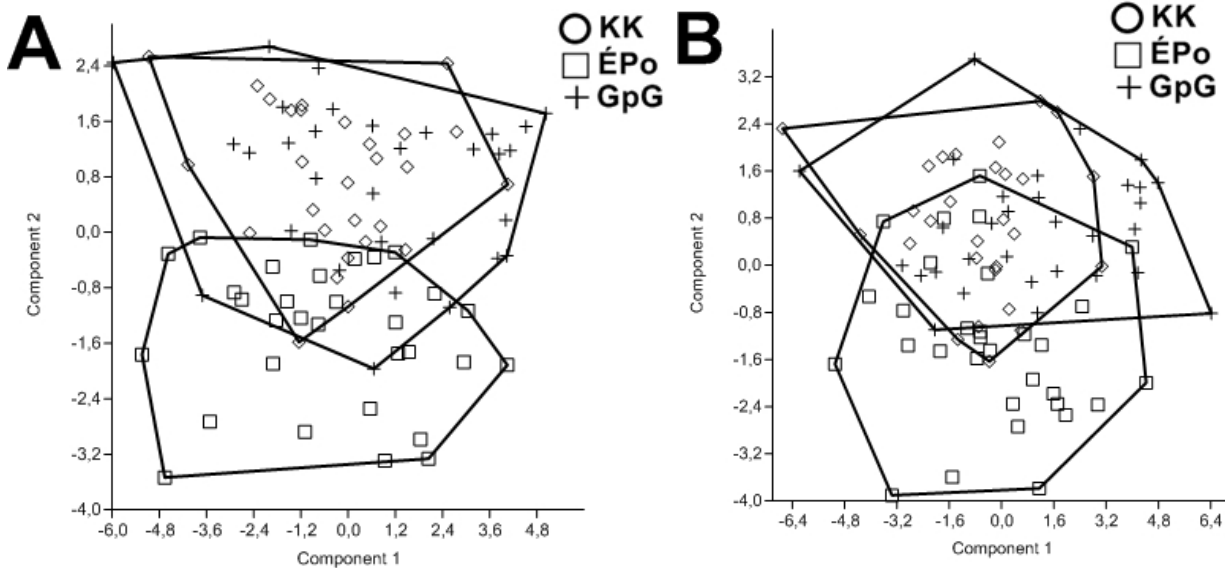 A
KK
ÉPo
GpG
2,4
1,6
0,8
0,0
-0,8
-1,6
-2,4
-3,2
-4,0
Component 2
-6,0 -4,8 -3,6 -2,4 -1,2 0,0 1,2 2,4 3,6 4,8
Component 1
B
KK
ÉPo
GpG
3,2
2,4
1,6
0,8
0,0
-0,8
-1,6
-2,4
-3,2
-4,0
Component 2
-6,4 -4,8 -3,2 -1,6 0,0 1,6 3,2 4,8 6,4
Component 1